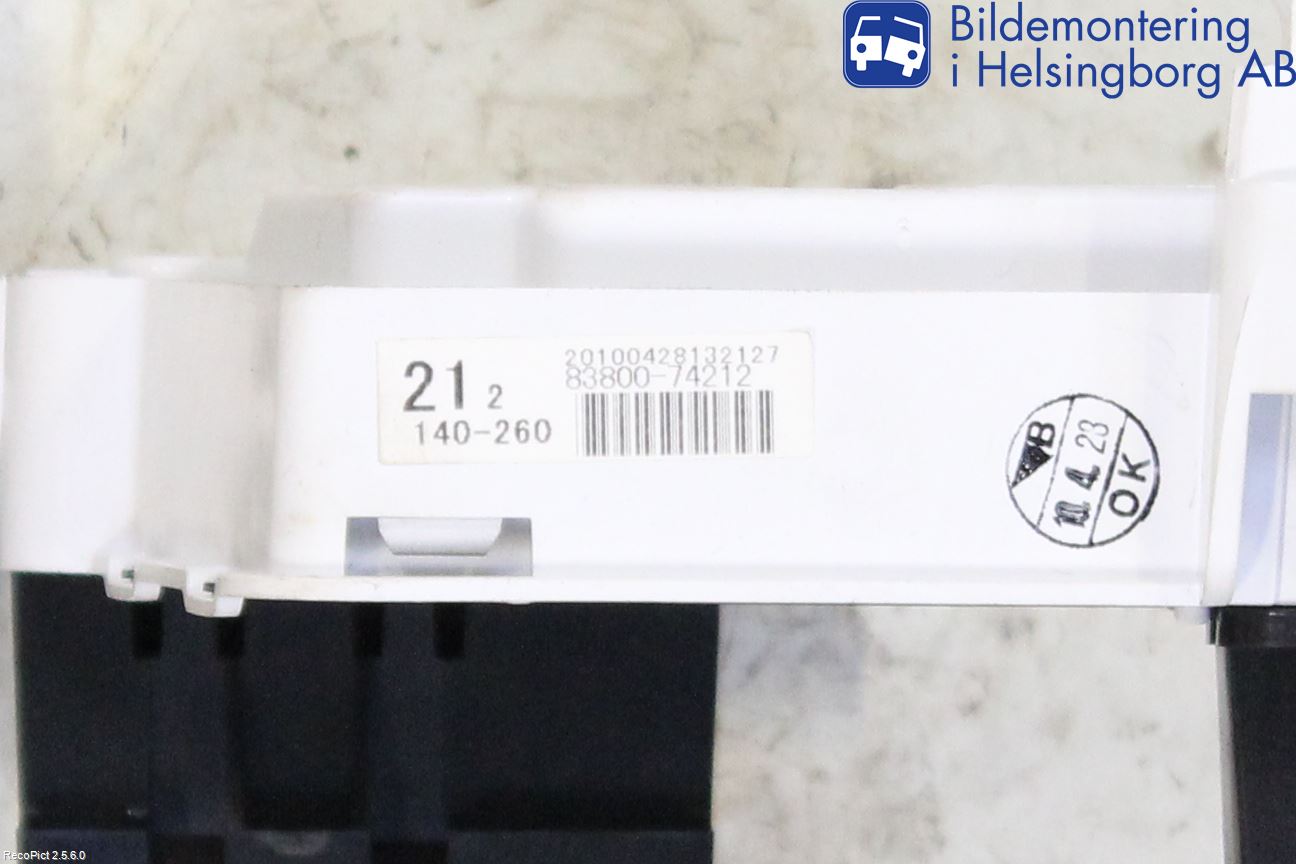 Bildemontering
i Helsingborg AB
20100428132127
83800-74212
21 2
140-260
B
10.4.23
OK
RecoPict 2.5.6.0